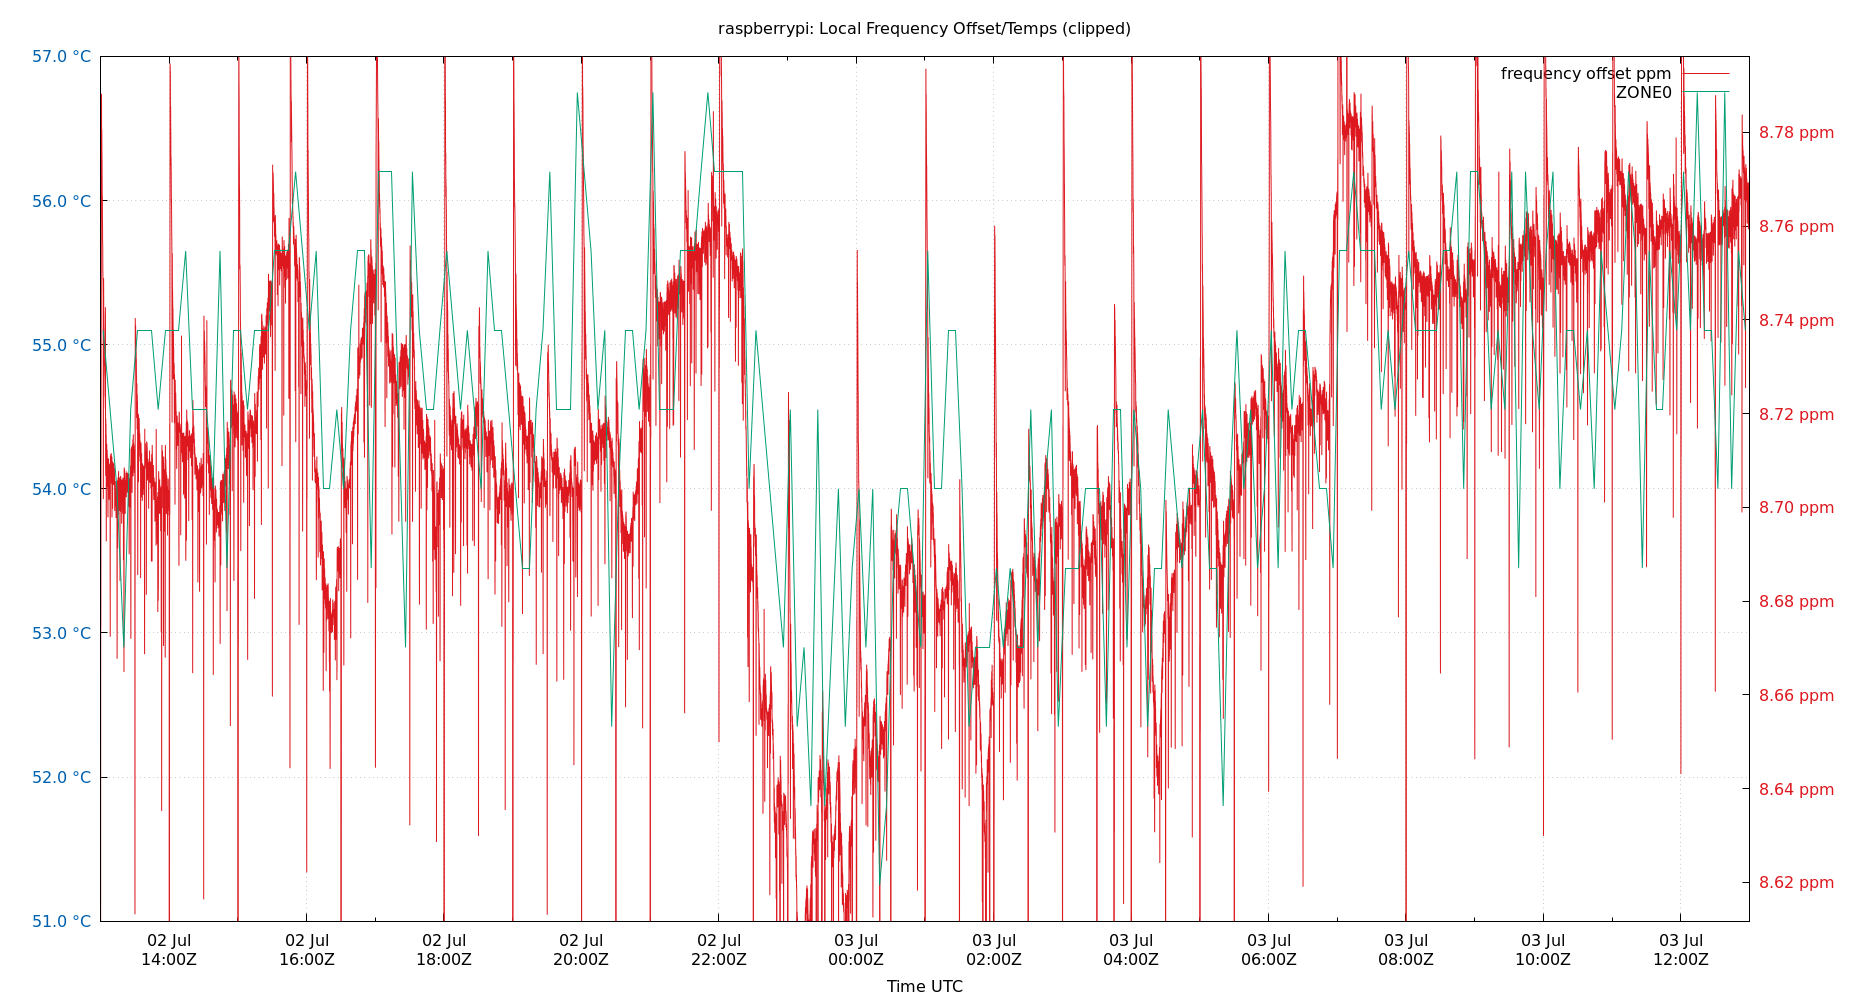 raspberrypi: Local Frequency Offset/Temps (clipped)
57.0 °C
56.0 °C
55.0 °C
54.0 °C
53.0 °C
52.0 °C
51.0 °C
frequency offset ppm
ZONE0
8.78 ppm
8.76 ppm
8.74 ppm
8.72 ppm
8.70 ppm
8.68 ppm
8.66 ppm
8.64 ppm
8.62 ppm
02 Jul
14:00Z
02 Jul
16:00Z
02 Jul
18:00Z
02 Jul
20:00Z
02 Jul
22:00Z
03 Jul
00:00Z
03 Jul
02:00Z
03 Jul
04:00Z
03 Jul
06:00Z
03 Jul
08:00Z
03 Jul
10:00Z
03 Jul
12:00Z
Time UTC